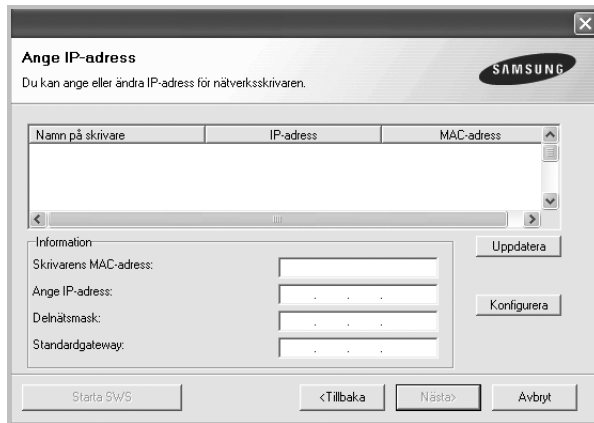 Ange IP-adress
Du kan ange eller ändra IP-adress för nätverksskrivaren.
SAMSUNG
Namn på skrivare IP-adress MAC-adress
Information
Uppdatera
Skrivarens MAC-adress:
Ange IP-adress:
Konfigurera
Delnätsmask:
Standardgateway:
Starta SWS <Tillbaka Nästa> Avbryt